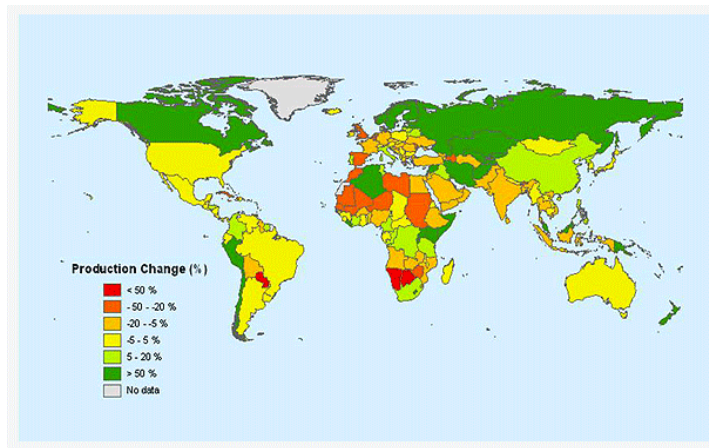 Production Change (%)
< 50 %
- 50 - -20 %
-20 - -5 %
-5 - 5 %
5 - 20 %
> 50 %
No data